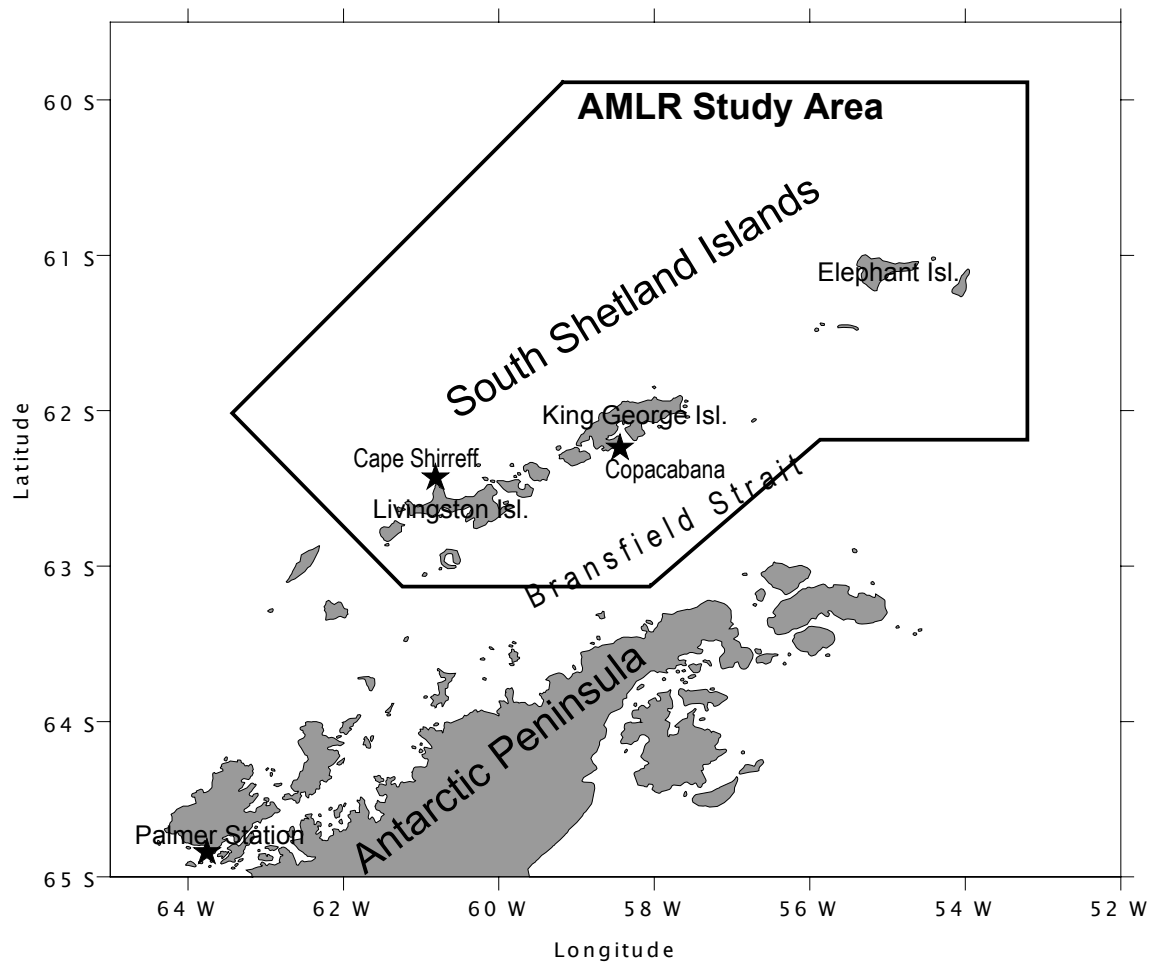 60 S
AMLR Study Area
South Shetland Islands
61 S
Elephant Isl.
Latitude
62 S
King George Isl.
Cape Shirreff
Copacabana
Livingston Isl.
Bransfield Strait
63 S
Antarctic Peninsula
64 S
Palmer Station
65 S
64 W 62 W 60 W 58 W 56 W 54 W 52 W
Longitude